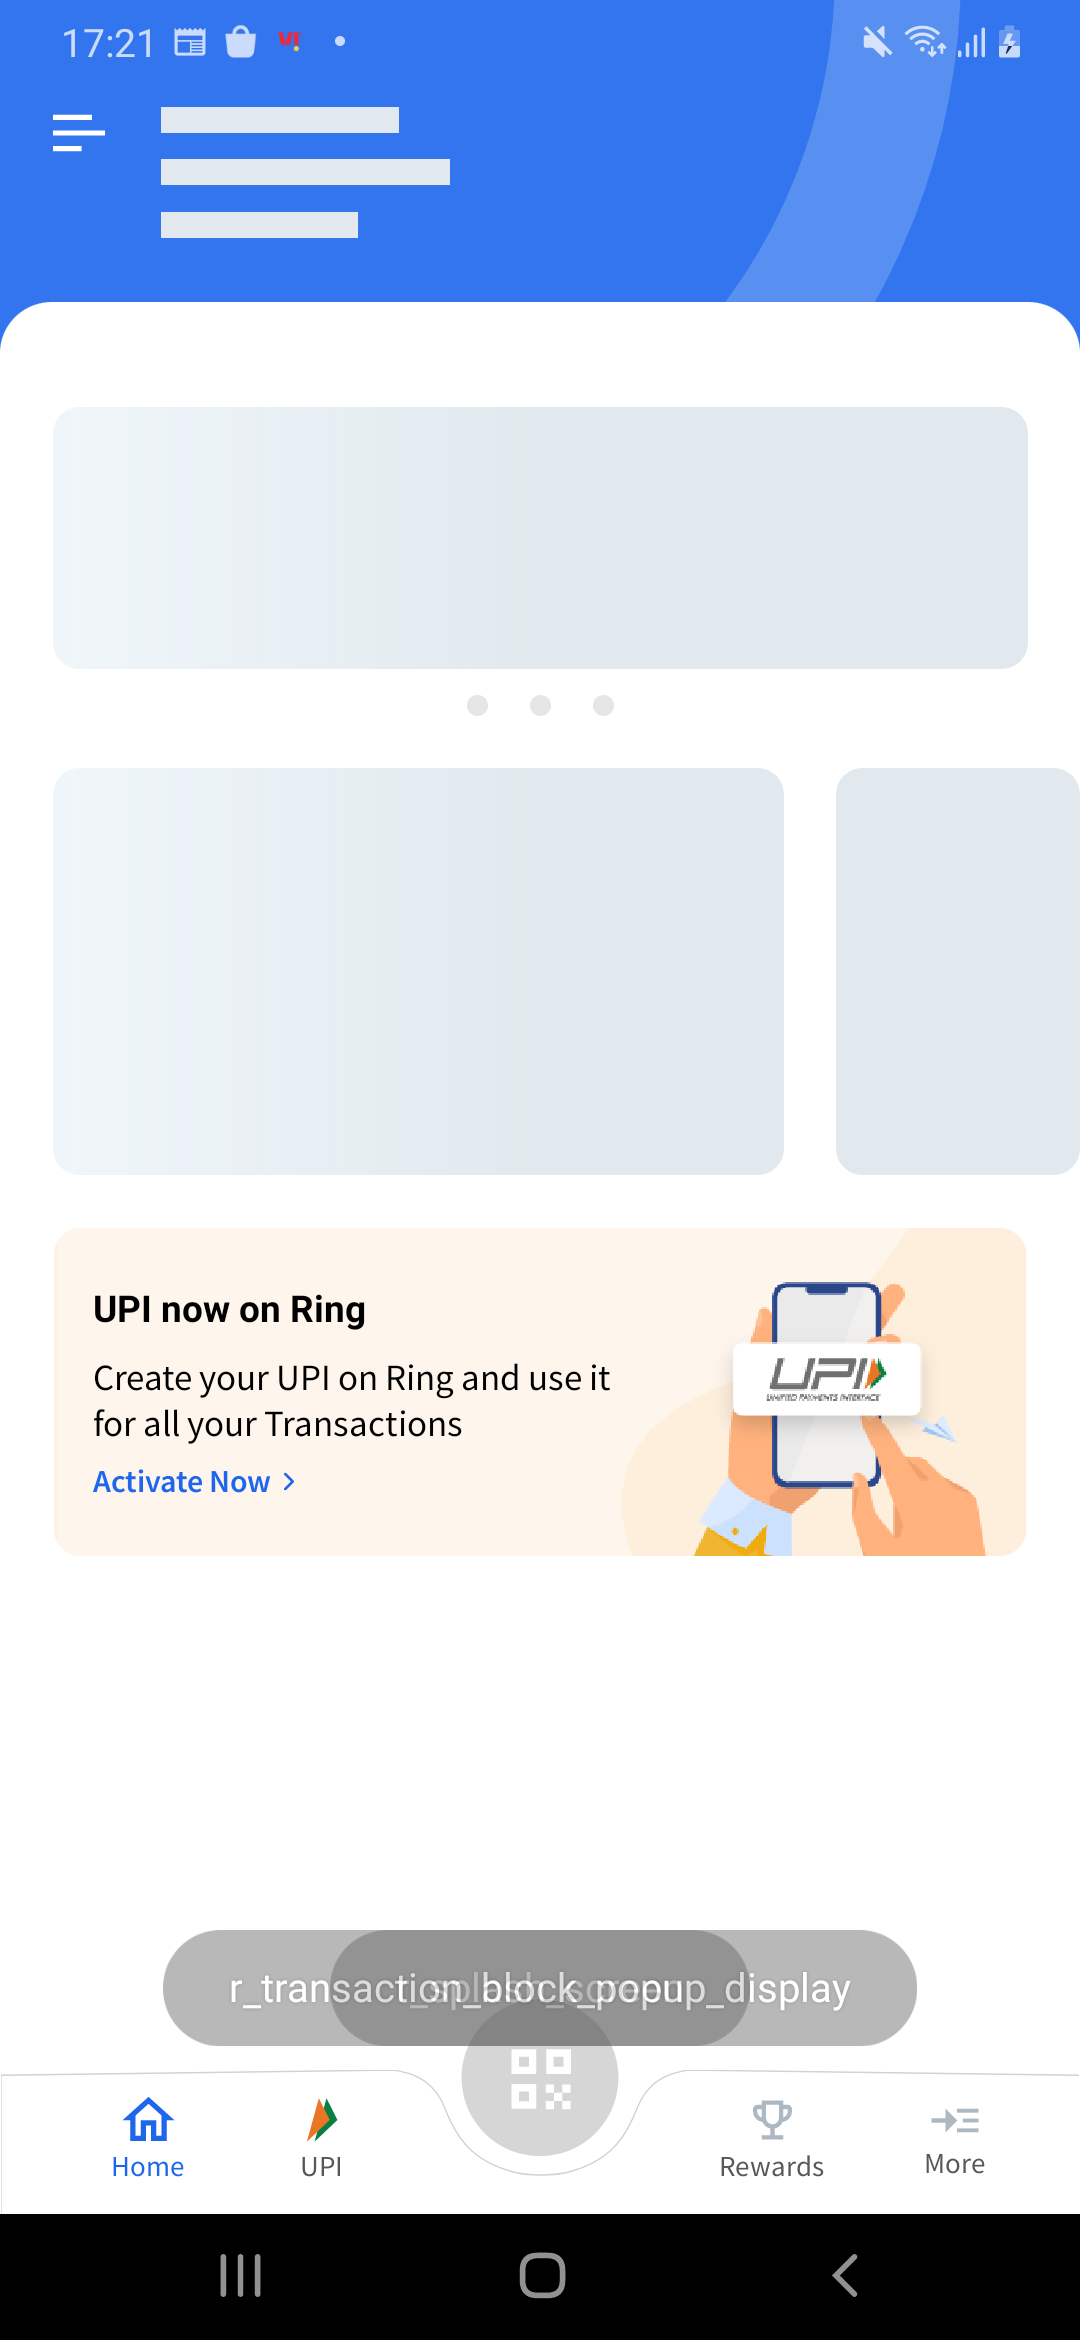 17:21
UPI now on Ring
Create your UPI on Ring and use it
for all your Transactions
Activate Now
UPI
UNIFIED PAYMENTS INTERFACE
r_transaction_block_popup_display
Home
UPI
Rewards
More